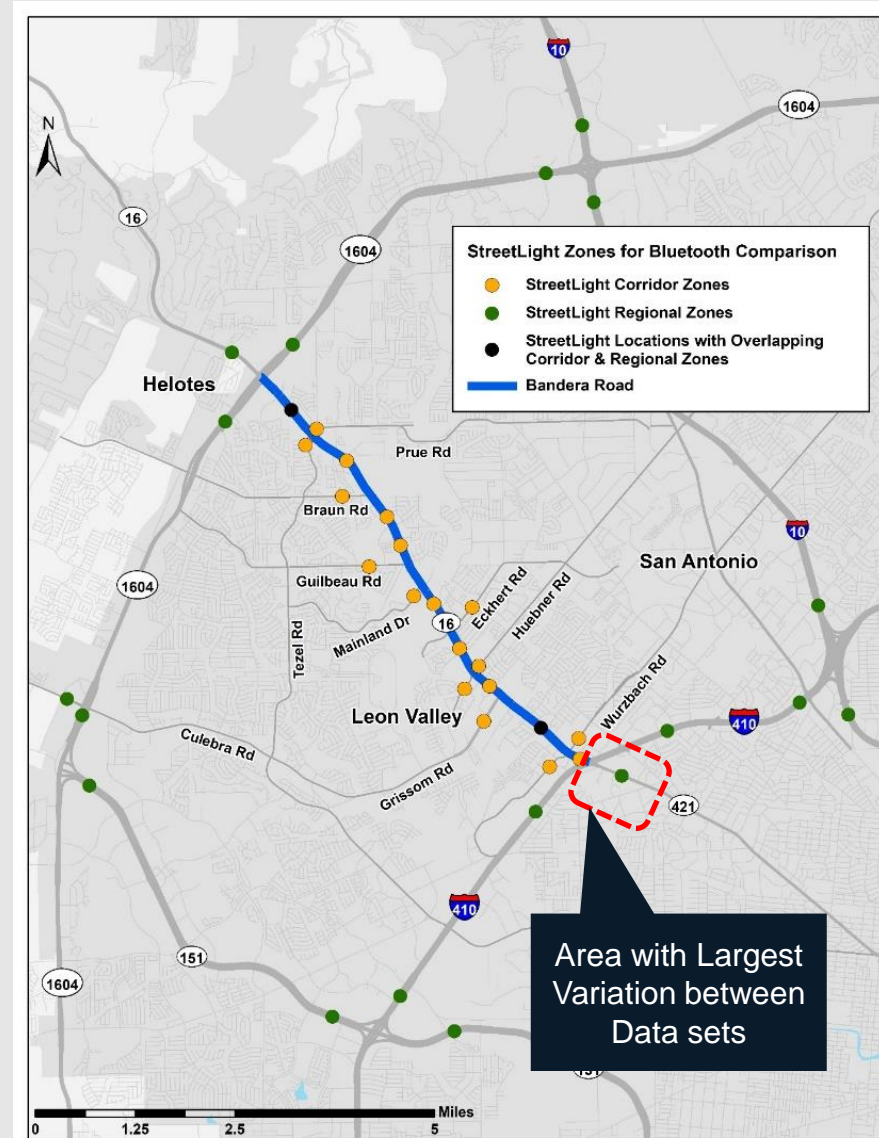 10
1604
N
16
1604
StreetLight Zones for Bluetooth Comparison
StreetLight Corridor Zones
StreetLight Regional Zones
StreetLight Locations with Overlapping
Corridor & Regional Zones
Bandera Road
Helotes
Prue Rd
Braun Rd
10
San Antonio
Guilbeau Rd
1604
Eckhert Rd
Huebner Rd
16
Mainland Dr
Tezel Rd
Wurzbach Rd
Leon Valley
410
Culebra Rd
Grissom Rd
421
410
Area with Largest
Variation between
Data sets
151
1604
151
Miles
0 1.25 2.5 5